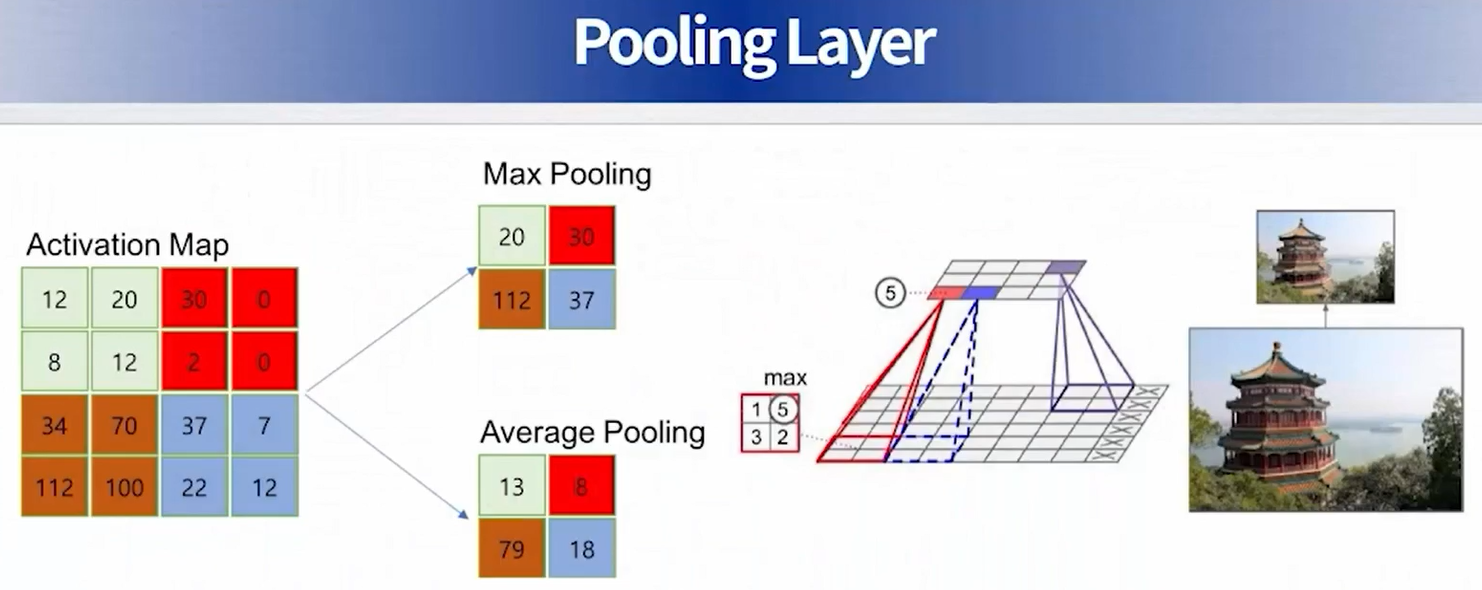 Pooling Layer
Activation Map
12 20 30 0
8 12 2 0
34 70 37 7
112 100 22 12
Max Pooling
20 30
112 37
Average Pooling
13 8
79 18
5
max
1 5
3 2
X
X
X
X
X